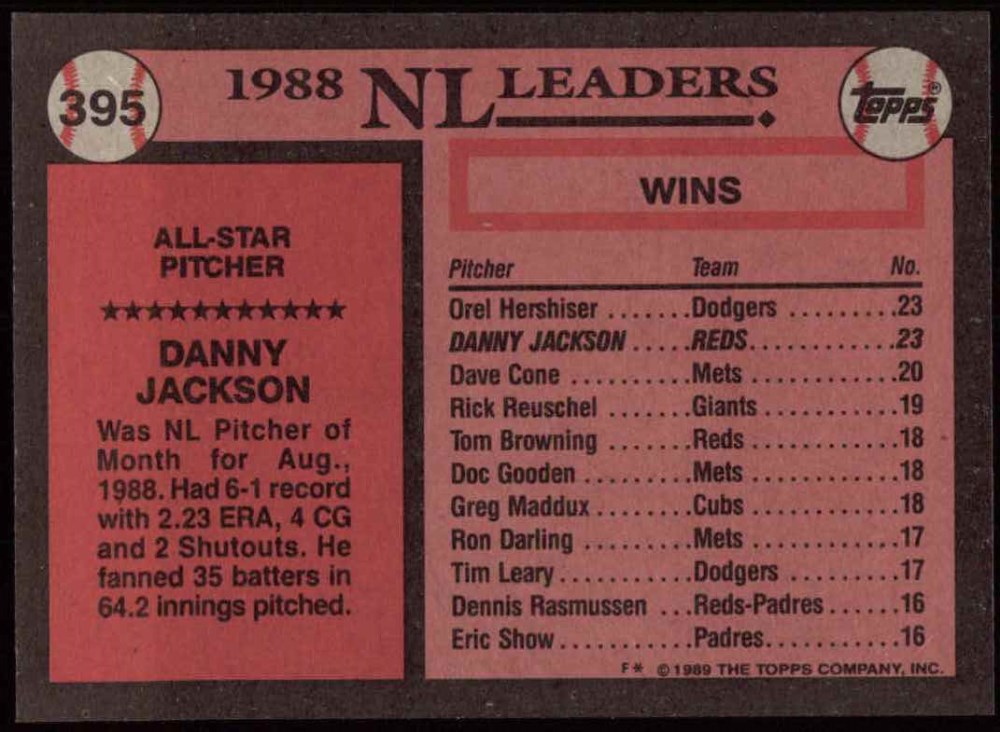 395
1988 NL LEADERS
topps®
ALL-STAR
PITCHER
★★★★★★★★★★★
DANNY
JACKSON
Was NL Pitcher of
Month for Aug.,
1988. Had 6-1 record
with 2.23 ERA, 4 CG
and 2 Shutouts. He
fanned 35 batters in
64.2 innings pitched.
WINS
Pitcher Team No.
Orel Hershiser .......Dodgers .........23
DANNY JACKSON .....REDS.............23
Dave Cone ..........Mets .............20
Rick Reuschel .......Giants ............19
Tom Browning .......Reds .............18
Doc Gooden .........Mets .............18
Greg Maddux ........Cubs .............18
Ron Darling .........Mets .............17
Tim Leary...........Dodgers .........17
Dennis Rasmussen ...Reds-Padres ......16
Eric Show...........Padres............16
F* ©1989 THE TOPPS COMPANY, INC.